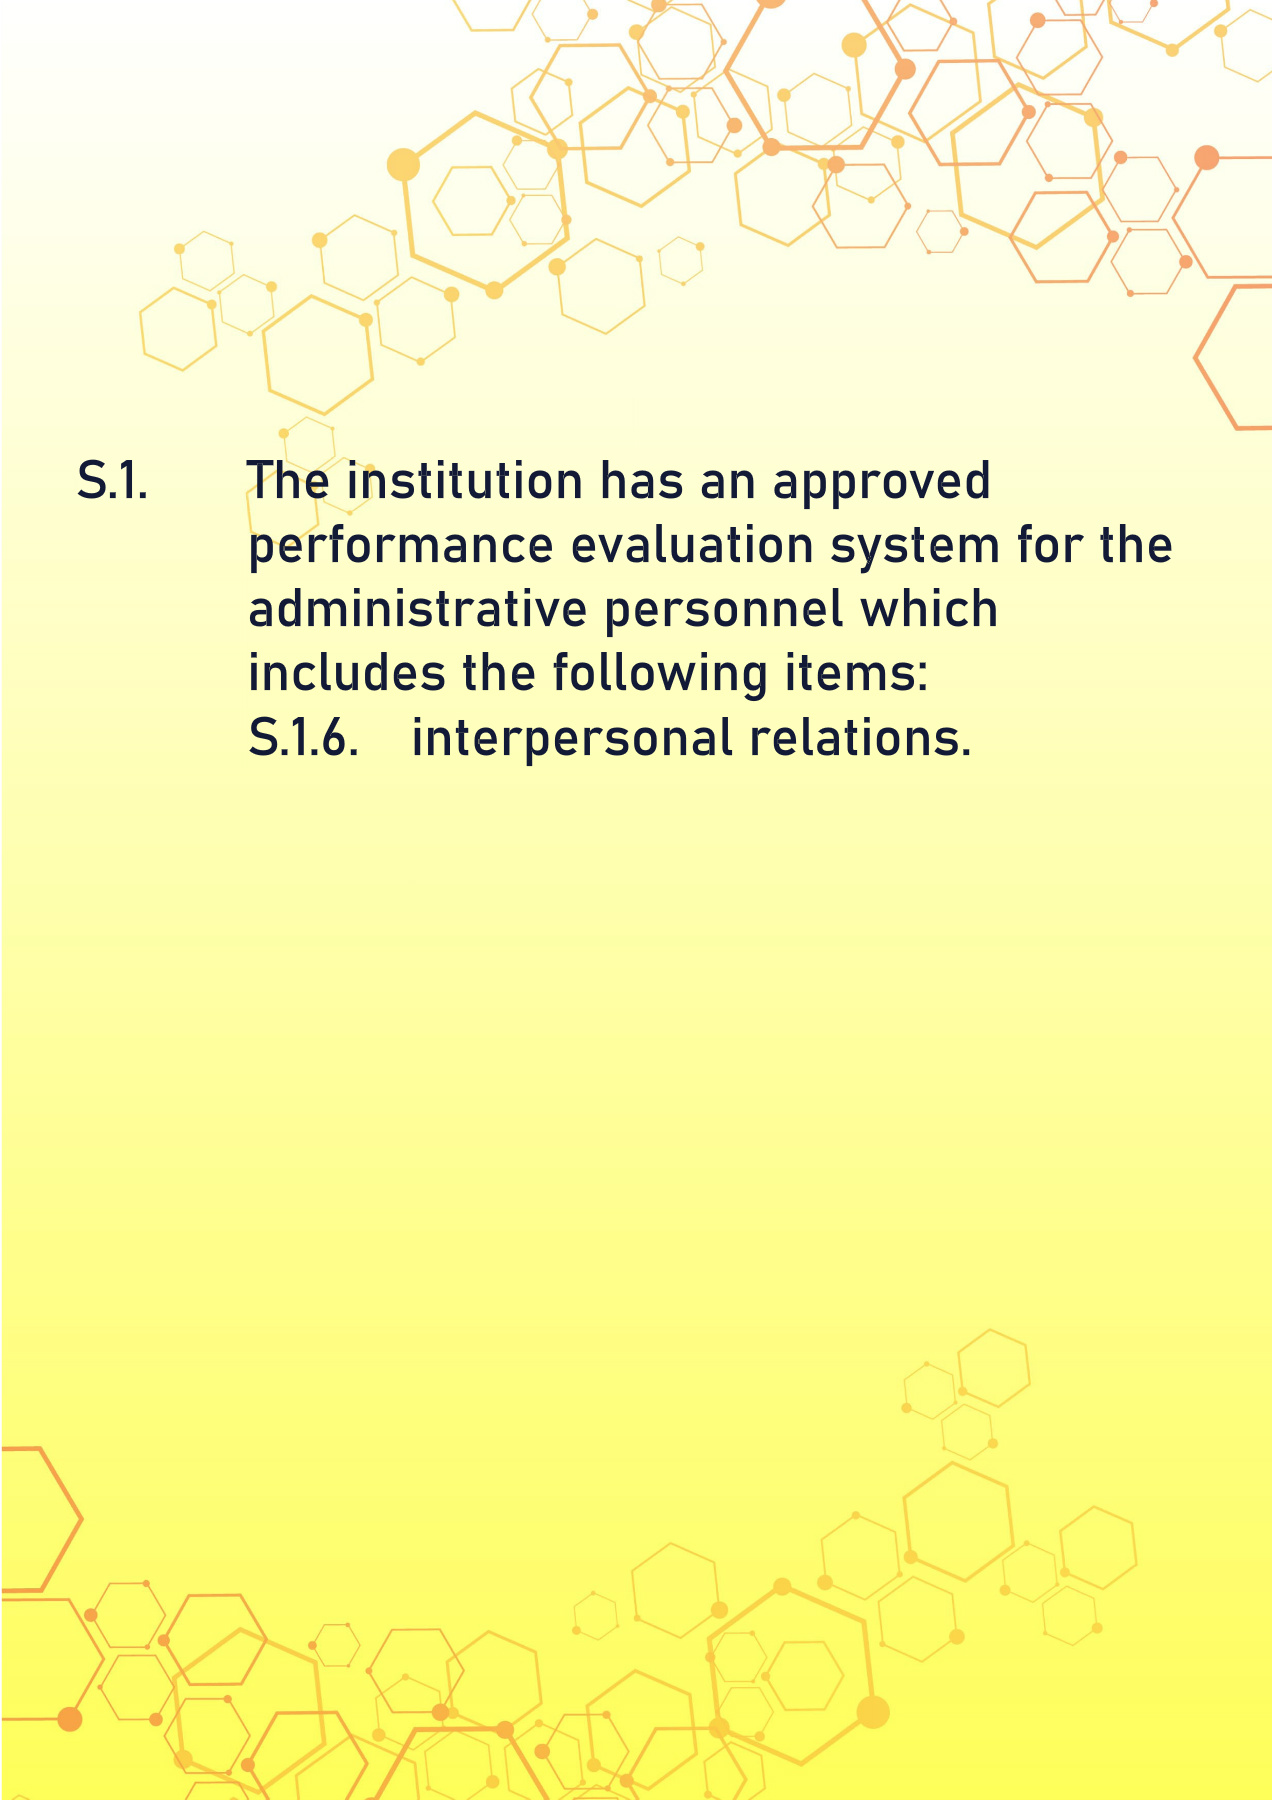 S.1. The institution has an approved
performance evaluation system for the
administrative personnel which
includes the following items:
S.1.6. interpersonal relations.